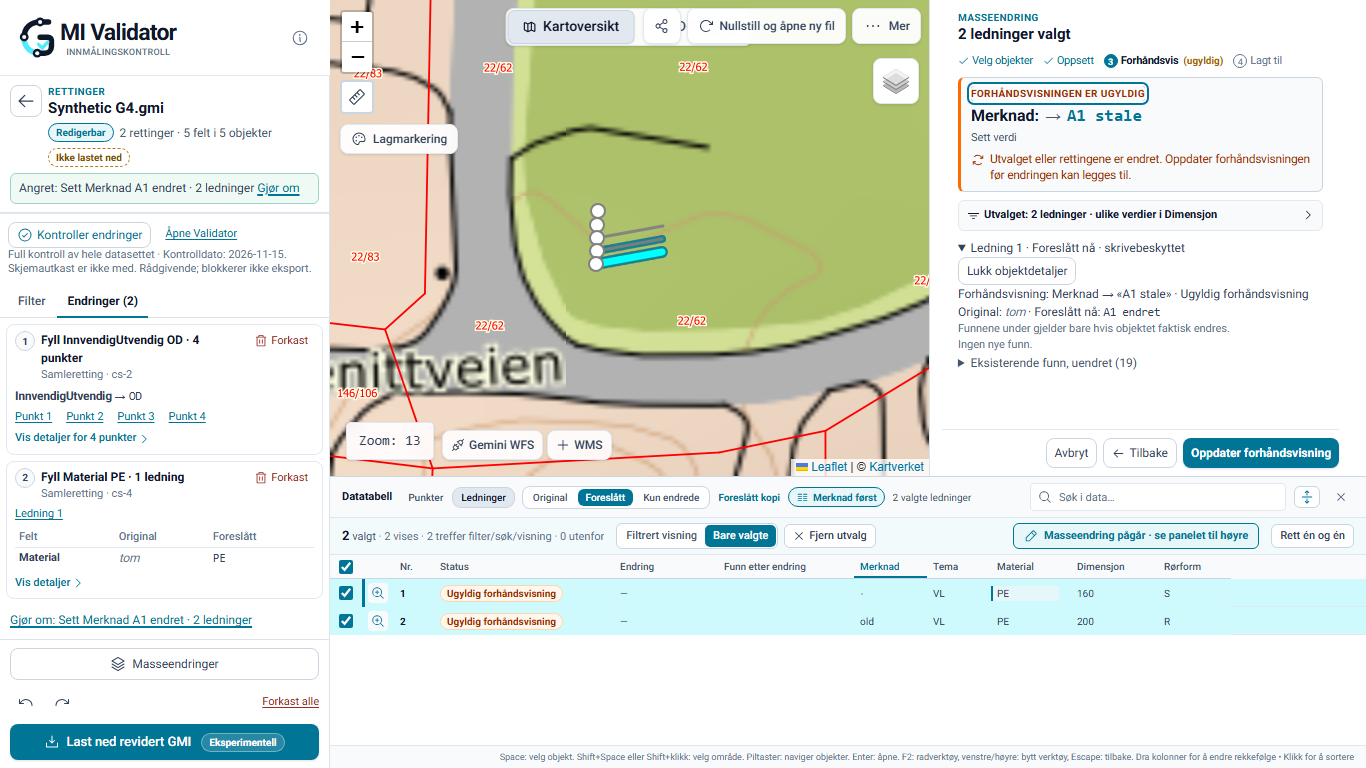 MI Validator
INNMÅLINGSKONTROLL
RETTINGER
Synthetic G4.gmi
Redigerbar 2 rettinger · 5 felt i 5 objekter
Ikke lastet ned
Angret: Sett Merknad A1 endret · 2 ledninger Gjør om
Kontroller endringer Åpne Validator
Full kontroll av hele datasettet · Kontrolldato: 2026-11-15.
Skjemautkast er ikke med. Rådgivende; blokkerer ikke eksport.
Filter Endringer (2)
1 Fyll InnvendigUtvendig OD · 4 punkter Forkast
Samleretting · cs-2
InnvendigUtvendig → OD
Punkt 1 Punkt 2 Punkt 3 Punkt 4
Vis detaljer for 4 punkter
2 Fyll Material PE · 1 ledning Forkast
Samleretting · cs-4
Ledning 1
Felt Original Foreslått
Material tom PE
Vis detaljer
Gjør om: Sett Merknad A1 endret · 2 ledninger
Masseendringer
Forkast alle
Last ned revidert GMI Eksperimentell
+
−
Kartoversikt
Nullstill og åpne ny fil
··· Mer
Lagmarkering
22/83
22/62
22/62
22/83
22/
22/62
22/62
nittveien
146/106
Zoom: 13
Gemini WFS
+ WMS
Leaflet | © Kartverket
MASSEENDRING
2 ledninger valgt
✓ Velg objekter ✓ Oppsett 3 Forhåndsvis (ugyldig) 4 Lagt til
FORHÅNDSVISNINGEN ER UGYLDIG
Merknad: → A1 stale
Sett verdi
Utvalget eller rettingene er endret. Oppdater forhåndsvisningen
før endringen kan legges til.
Utvalget: 2 ledninger · ulike verdier i Dimensjon
▼ Ledning 1 · Foreslått nå · skrivebeskyttet
Lukk objektdetaljer
Forhåndsvisning: Merknad → «A1 stale» · Ugyldig forhåndsvisning
Original: tom · Foreslått nå: A1 endret
Funnene under gjelder bare hvis objektet faktisk endres.
Ingen nye funn.
▶ Eksisterende funn, uendret (19)
Avbryt ← Tilbake Oppdater forhåndsvisning
Datatabell Punkter Ledninger Original Foreslått Kun endrede Foreslått kopi Merknad først 2 valgte ledninger Søk i data…
2 valgt · 2 vises · 2 treffer filter/søk/visning · 0 utenfor Filtrert visning Bare valgte Fjern utvalg Masseendring pågår · se panelet til høyre Rett én og én
Nr. Status Endring Funn etter endring Merknad Tema Material Dimensjon Rørform
1 Ugyldig forhåndsvisning – · VL PE 160 S
2 Ugyldig forhåndsvisning – old VL PE 200 R
Space: velg objekt. Shift+Space eller Shift+klikk: velg område. Piltaster: naviger objekter. Enter: åpne. F2: radverktøy, venstre/høyre: bytt verktøy, Escape: tilbake. Dra kolonner for å endre rekkefølge • Klikk for å sortere